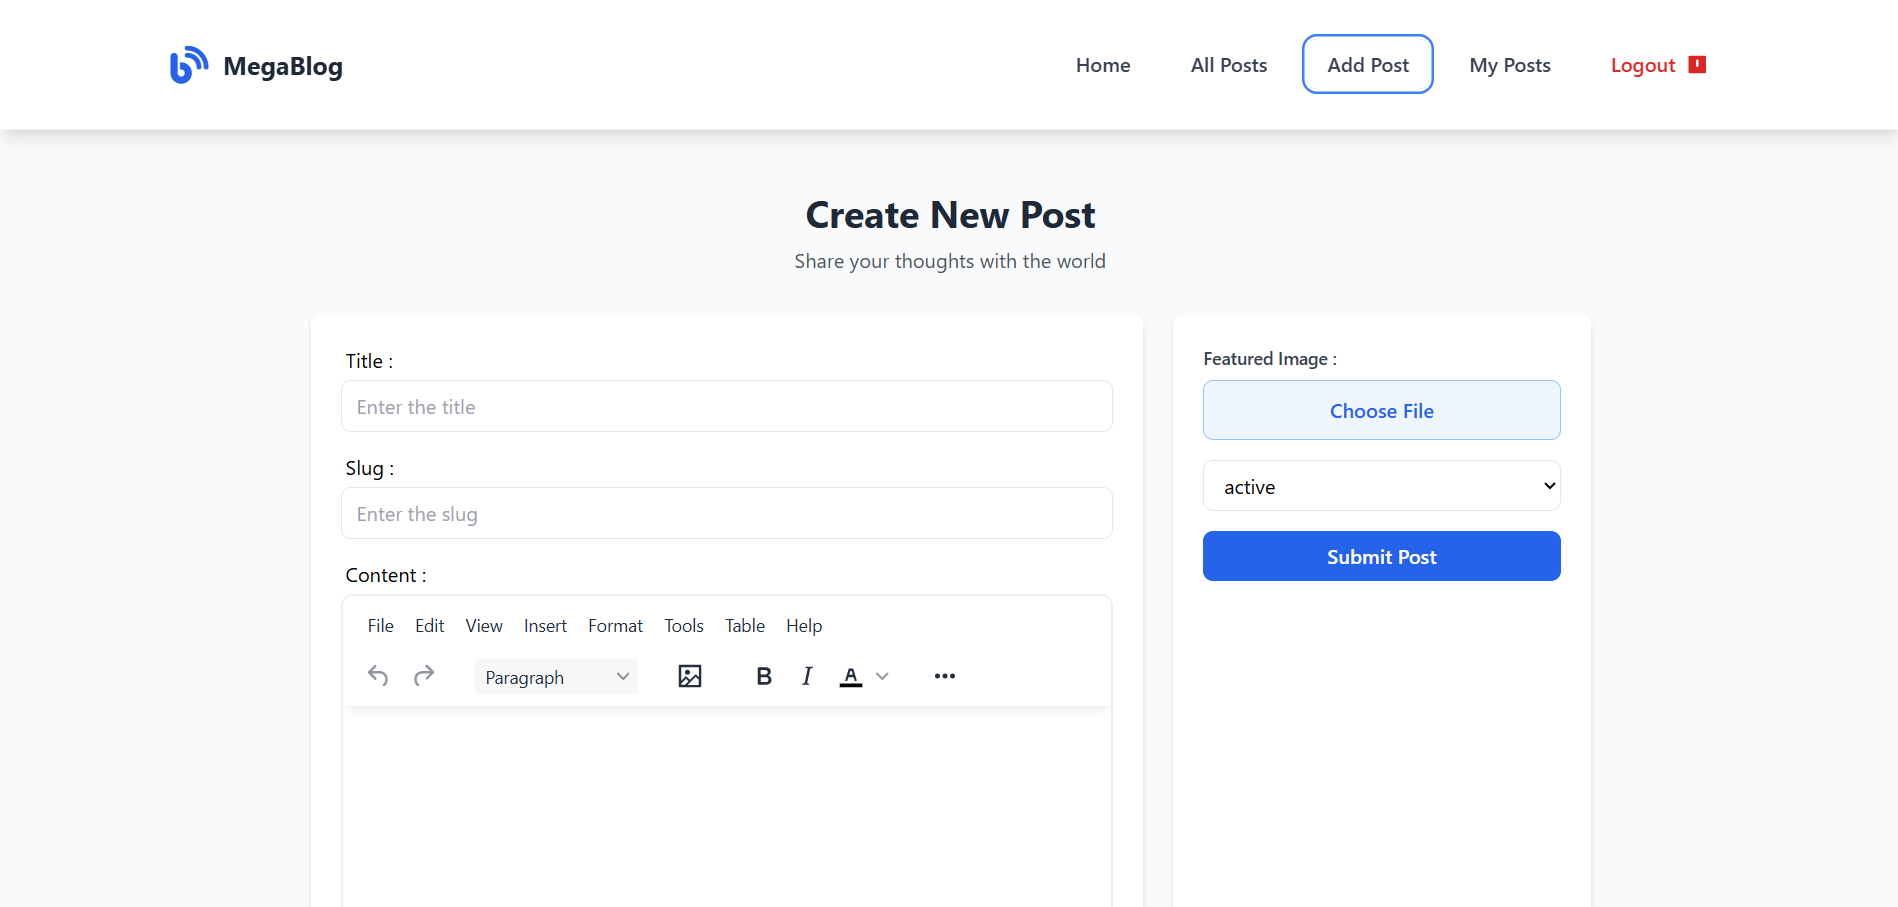 MegaBlog
Home All Posts Add Post My Posts Logout
Create New Post
Share your thoughts with the world
Title :
Enter the title
Slug :
Enter the slug
Content :
File Edit View Insert Format Tools Table Help
Paragraph B I A
Featured Image :
Choose File
active
Submit Post